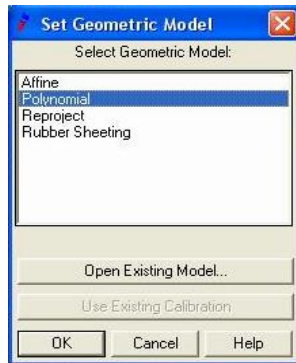 Set Geometric Model
Select Geometric Model:
Affine
Polynomial
Reproject
Rubber Sheeting
Open Existing Model...
Use Existing Calibration
OK Cancel Help